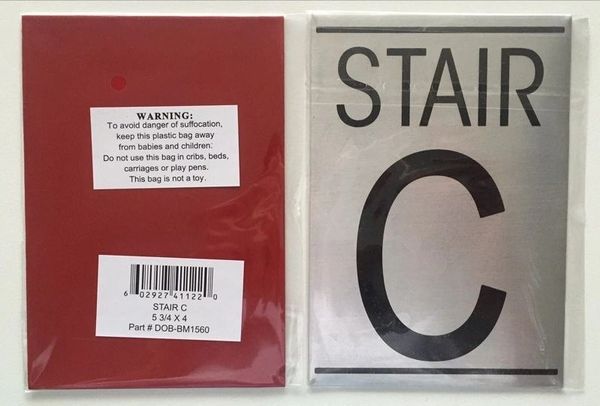 WARNING:
To avoid danger of suffocation,
keep this plastic bag away
from babies and children.
Do not use this bag in cribs, beds,
carriages or play pens.
This bag is not a toy.
6 02927 41122 0
STAIR C
5 3/4 X 4
Part # DOB-BM1560
STAIR
C